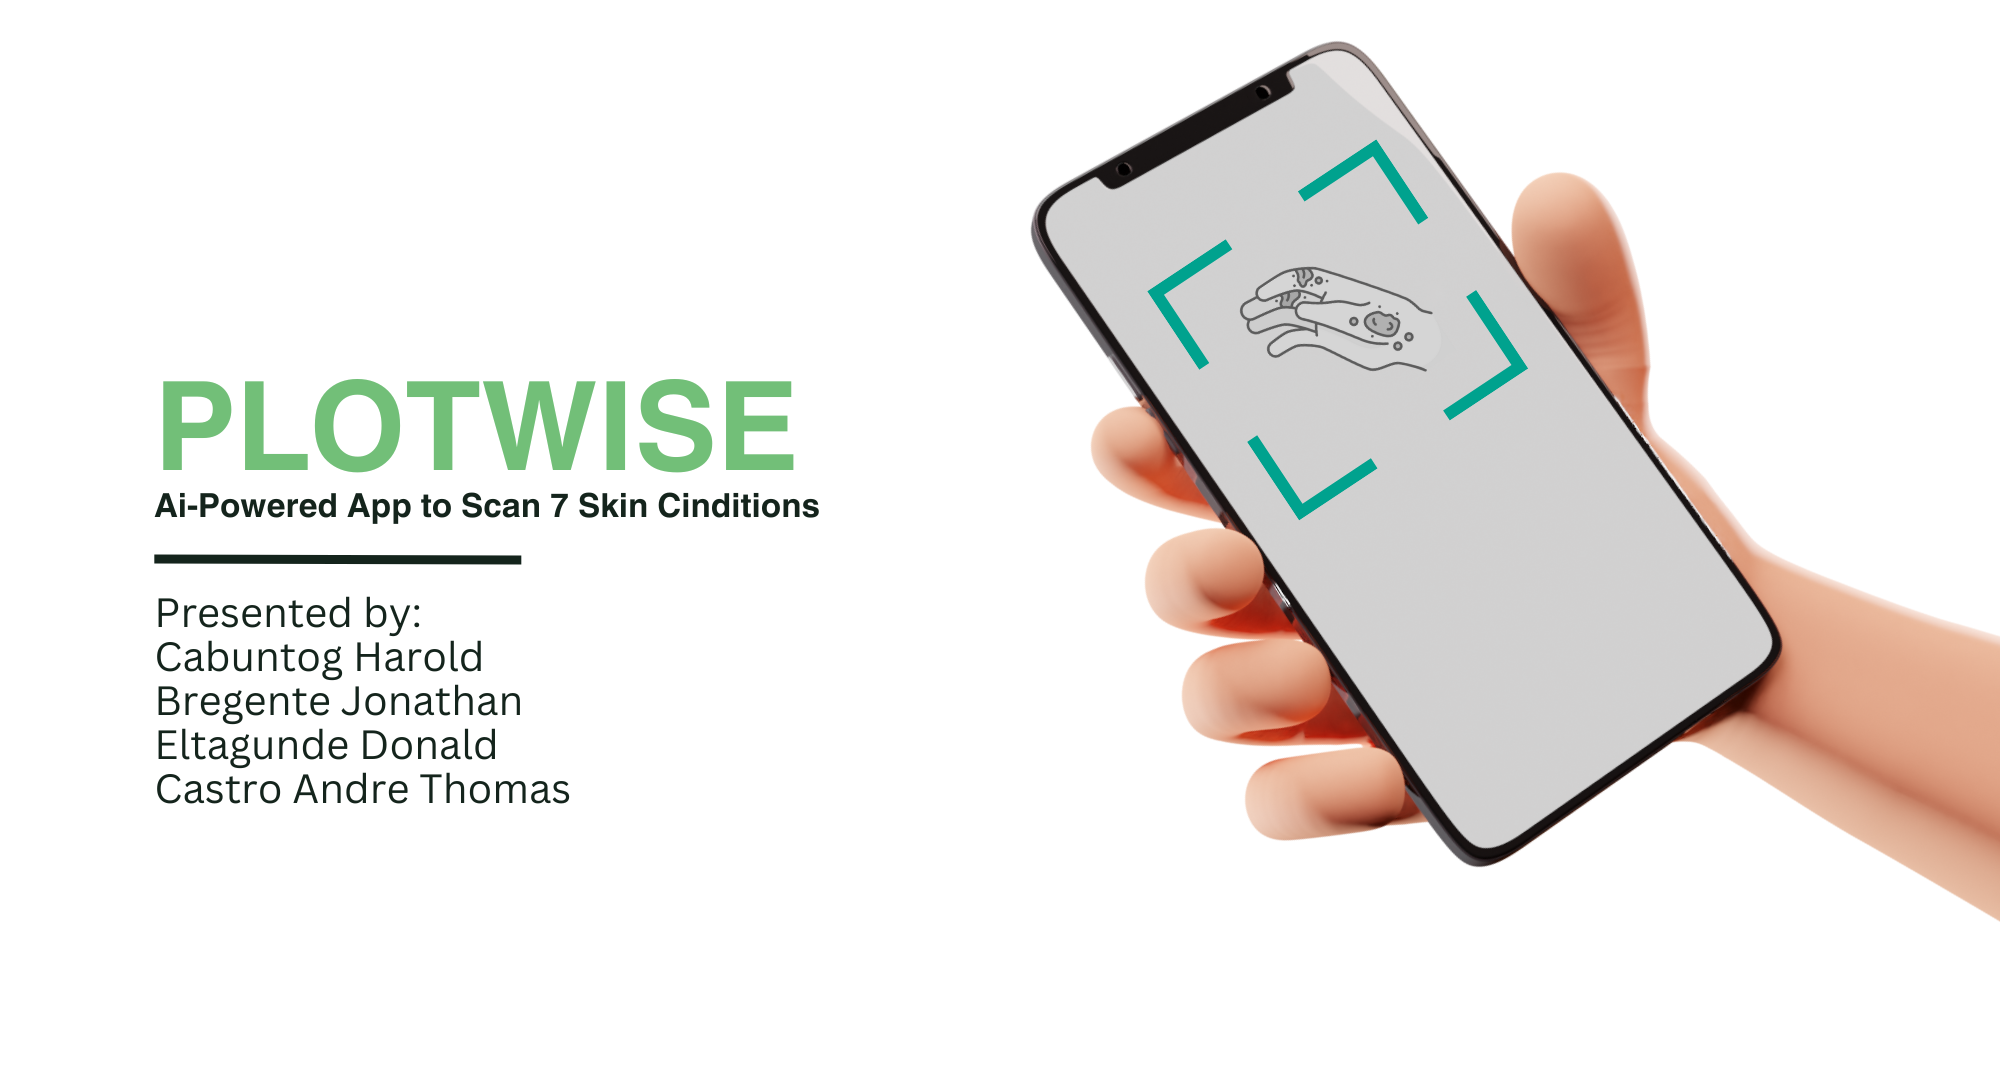 PLOTWISE
Ai-Powered App to Scan 7 Skin Cinditions
Presented by:
Cabuntog Harold
Bregente Jonathan
Eltagunde Donald
Castro Andre Thomas